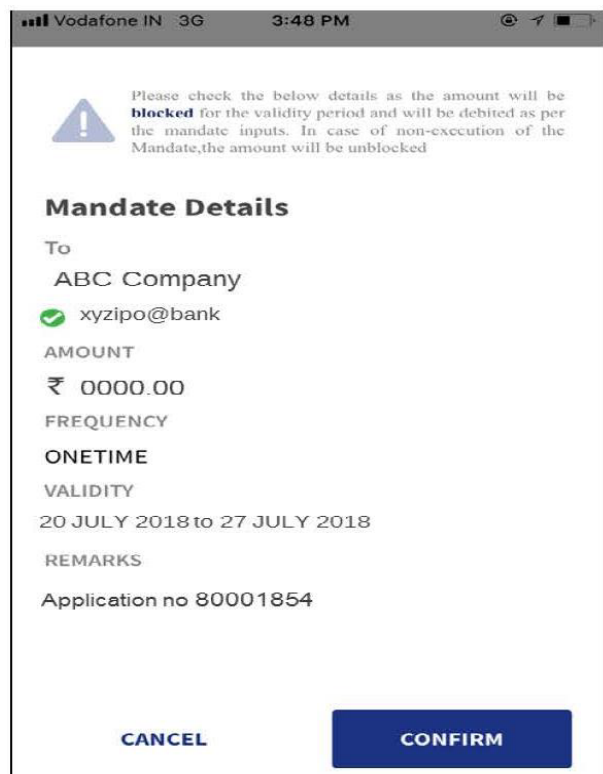 Vodafone IN 3G 3:48 PM
Please check the below details as the amount will be
blocked for the validity period and will be debited as per
the mandate inputs. In case of non-execution of the
Mandate,the amount will be unblocked
Mandate Details
To
ABC Company
xyzipo@bank
AMOUNT
₹ 0000.00
FREQUENCY
ONETIME
VALIDITY
20 JULY 2018 to 27 JULY 2018
REMARKS
Application no 80001854
CANCEL CONFIRM